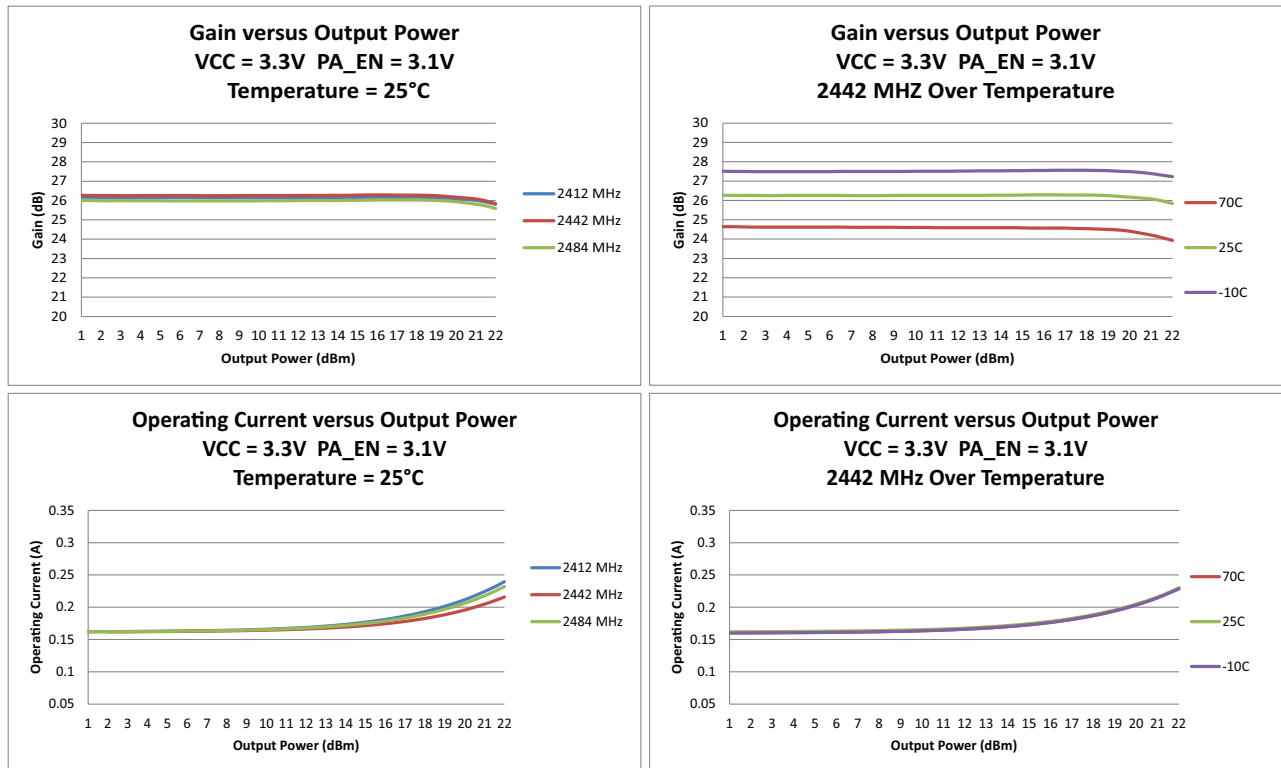 Gain versus Output Power
VCC = 3.3V PA_EN = 3.1V
Temperature = 25°C
Gain (dB)
30
29
28
27
26
25
24
23
22
21
20
1 2 3 4 5 6 7 8 9 10 11 12 13 14 15 16 17 18 19 20 21 22
Output Power (dBm)
2412 MHz
2442 MHz
2484 MHz
Gain versus Output Power
VCC = 3.3V PA_EN = 3.1V
2442 MHZ Over Temperature
Gain (dB)
30
29
28
27
26
25
24
23
22
21
20
1 2 3 4 5 6 7 8 9 10 11 12 13 14 15 16 17 18 19 20 21 22
Output Power (dBm)
70C
25C
-10C
Operating Current versus Output Power
VCC = 3.3V PA_EN = 3.1V
Temperature = 25°C
Operating Current (A)
0.35
0.3
0.25
0.2
0.15
0.1
0.05
1 2 3 4 5 6 7 8 9 10 11 12 13 14 15 16 17 18 19 20 21 22
Output Power (dBm)
2412 MHz
2442 MHz
2484 MHz
Operating Current versus Output Power
VCC = 3.3V PA_EN = 3.1V
2442 MHz Over Temperature
Operating Current (A)
0.35
0.3
0.25
0.2
0.15
0.1
0.05
1 2 3 4 5 6 7 8 9 10 11 12 13 14 15 16 17 18 19 20 21 22
Output Power (dBm)
70C
25C
-10C